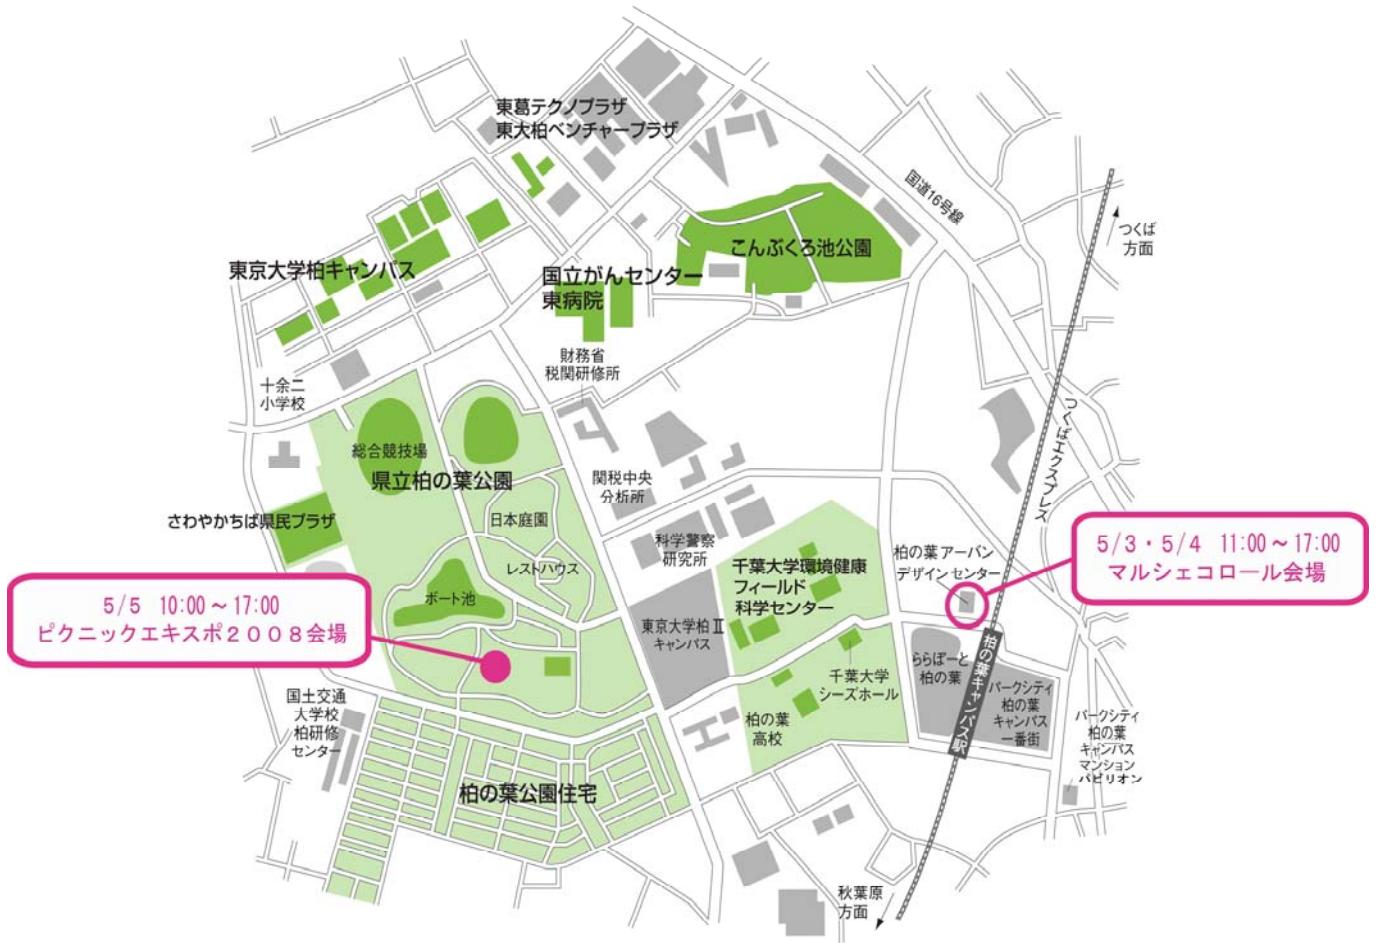 東葛テクノプラザ
東大柏ベンチャープラザ
国道16号線
つくば
方面
こんぶくろ池公園
東京大学柏キャンパス
国立がんセンター
東病院
財務省
税関研修所
十余二
小学校
つくばエクスプレス
総合競技場
県立柏の葉公園
関税中央
分析所
日本庭園
さわやかちば県民プラザ
科学警察
研究所
レストハウス
千葉大学環境健康
フィールド
科学センター
柏の葉アーバン
デザインセンター
5/3・5/4 11:00～17:00
マルシェコロール会場
5/5 10:00～17:00
ピクニックエキスポ2008会場
ボート池
東京大学柏Ⅱ
キャンパス
千葉大学
シーズホール
ららぽーと
柏の葉
柏の葉キャンパス駅
パークシティ
柏の葉
キャンパス
一番街
国土交通
大学校
柏研修
センター
柏の葉
高校
パークシティ
柏の葉
キャンパス
マンション
パビリオン
柏の葉公園住宅
秋葉原
方面